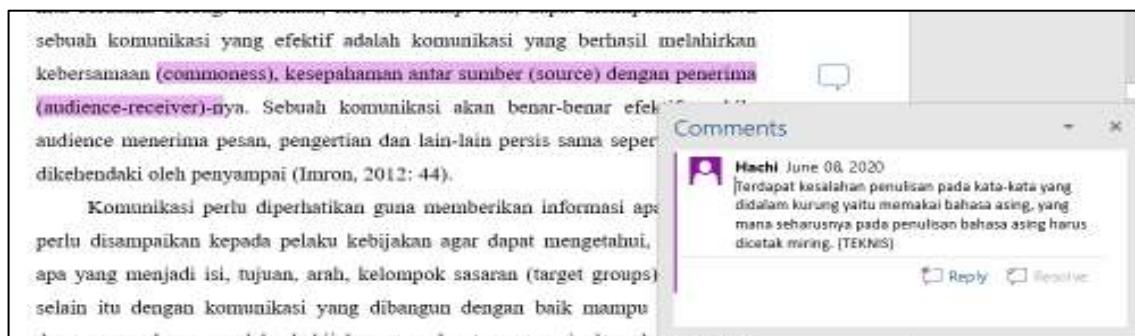 sebuah komunikasi yang efektif adalah komunikasi yang berhasil melahirkan
kebersamaan (commoness), kesepahaman antar sumber (source) dengan penerima
(audience-receiver)-nya. Sebuah komunikasi akan benar-benar
audience menerima pesan, pengertian dan lain-lain persis sama
dikehendaki oleh penyampai (Imron, 2012: 44).
Komunikasi perlu diperhatikan guna memberikan informasi
perlu disampaikan kepada pelaku kebijakan agar dapat mengetahui,
apa yang menjadi isi, tujuan, arah, kelompok sasaran (target groups)
selain itu dengan komunikasi yang dibangun dengan baik mampu
Comments
Hachi June 08, 2020
Terdapat kesalahan penulisan pada kata-kata yang
didalam kurung yaitu memakai bahasa asing, yang
mana seharusnya pada penulisan bahasa asing harus
dicetak miring. (TEKNIS)
Reply Resolve